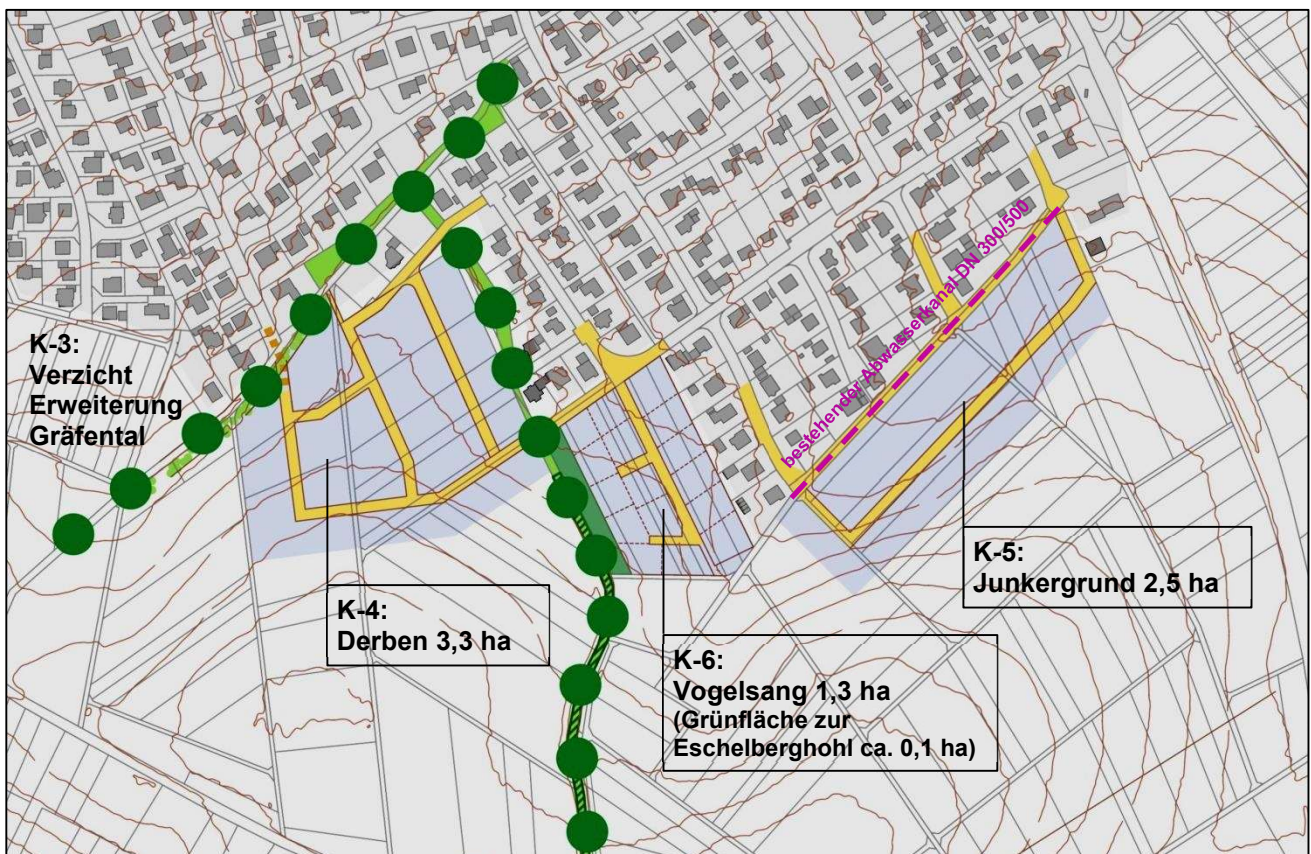 K-3:
Verzicht
Erweiterung
Gräfental
K-4:
Derben 3,3 ha
K-6:
Vogelsang 1,3 ha
(Grünfläche zur
Eschelberghohl ca. 0,1 ha)
bestehender Abwasserkanal DN 300/500
K-5:
Junkergrund 2,5 ha